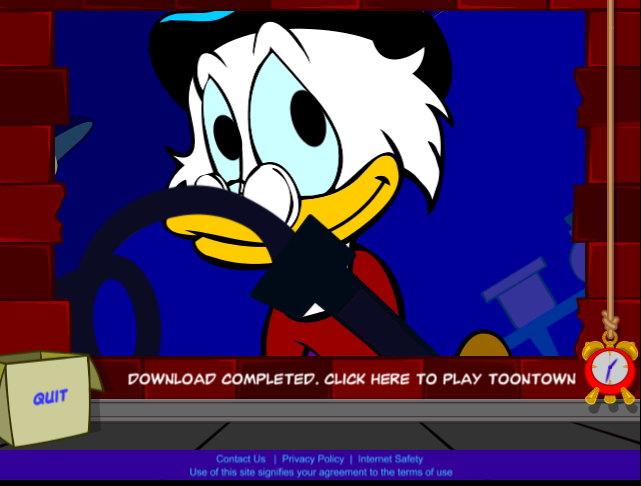 DOWNLOAD COMPLETED. CLICK HERE TO PLAY TOONTOWN
QUIT
Contact Us | Privacy Policy | Internet Safety
Use of this site signifies your agreement to the terms of use